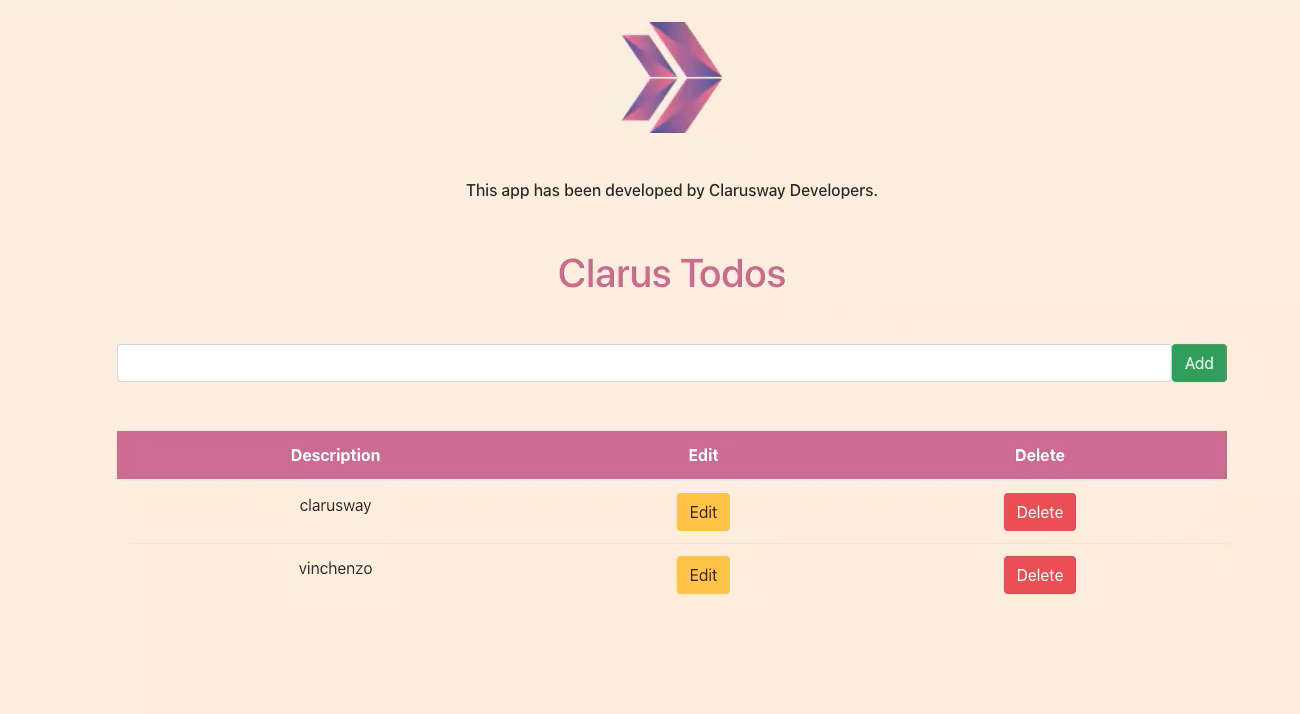 This app has been developed by Clarusway Developers.
Clarus Todos
Add
Description Edit Delete
clarusway Edit Delete
vinchenzo Edit Delete